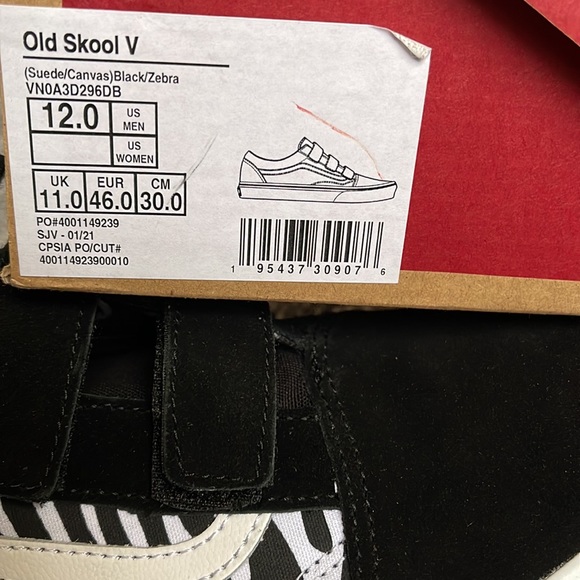 Old Skool V
(Suede/Canvas)Black/Zebra
VN0A3D296DB
12.0 US MEN
US WOMEN
UK EUR CM
11.0 46.0 30.0
PO#4001149239
SJV - 01/21
CPSIA PO/CUT#
400114923900010
1 95437 30907 6